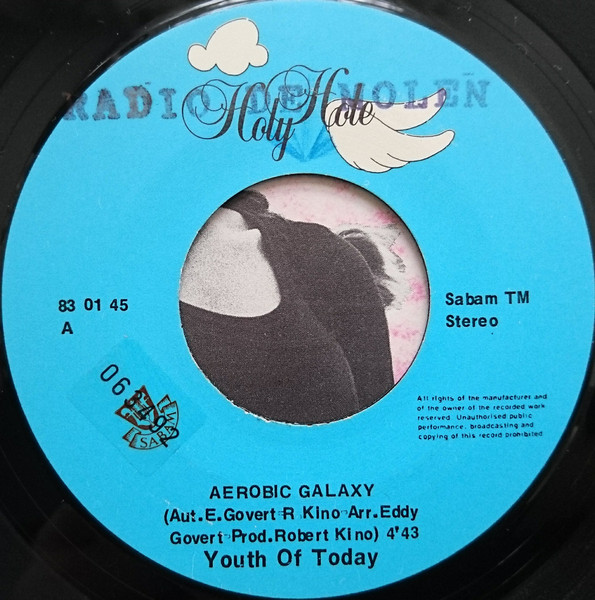 RADIO DE MOLEN
Holy Hole
83 01 45
A
Sabam TM
Stereo
SABAM
All rights of the manufacturer and
of the owner of the recorded work
reserved. Unauthorised public
performance, broadcasting and
copying of this record prohibited
AEROBIC GALAXY
(Aut.E.Govert-R Kino-Arr.Eddy
Govert-Prod.Robert Kino) 4'43
Youth Of Today